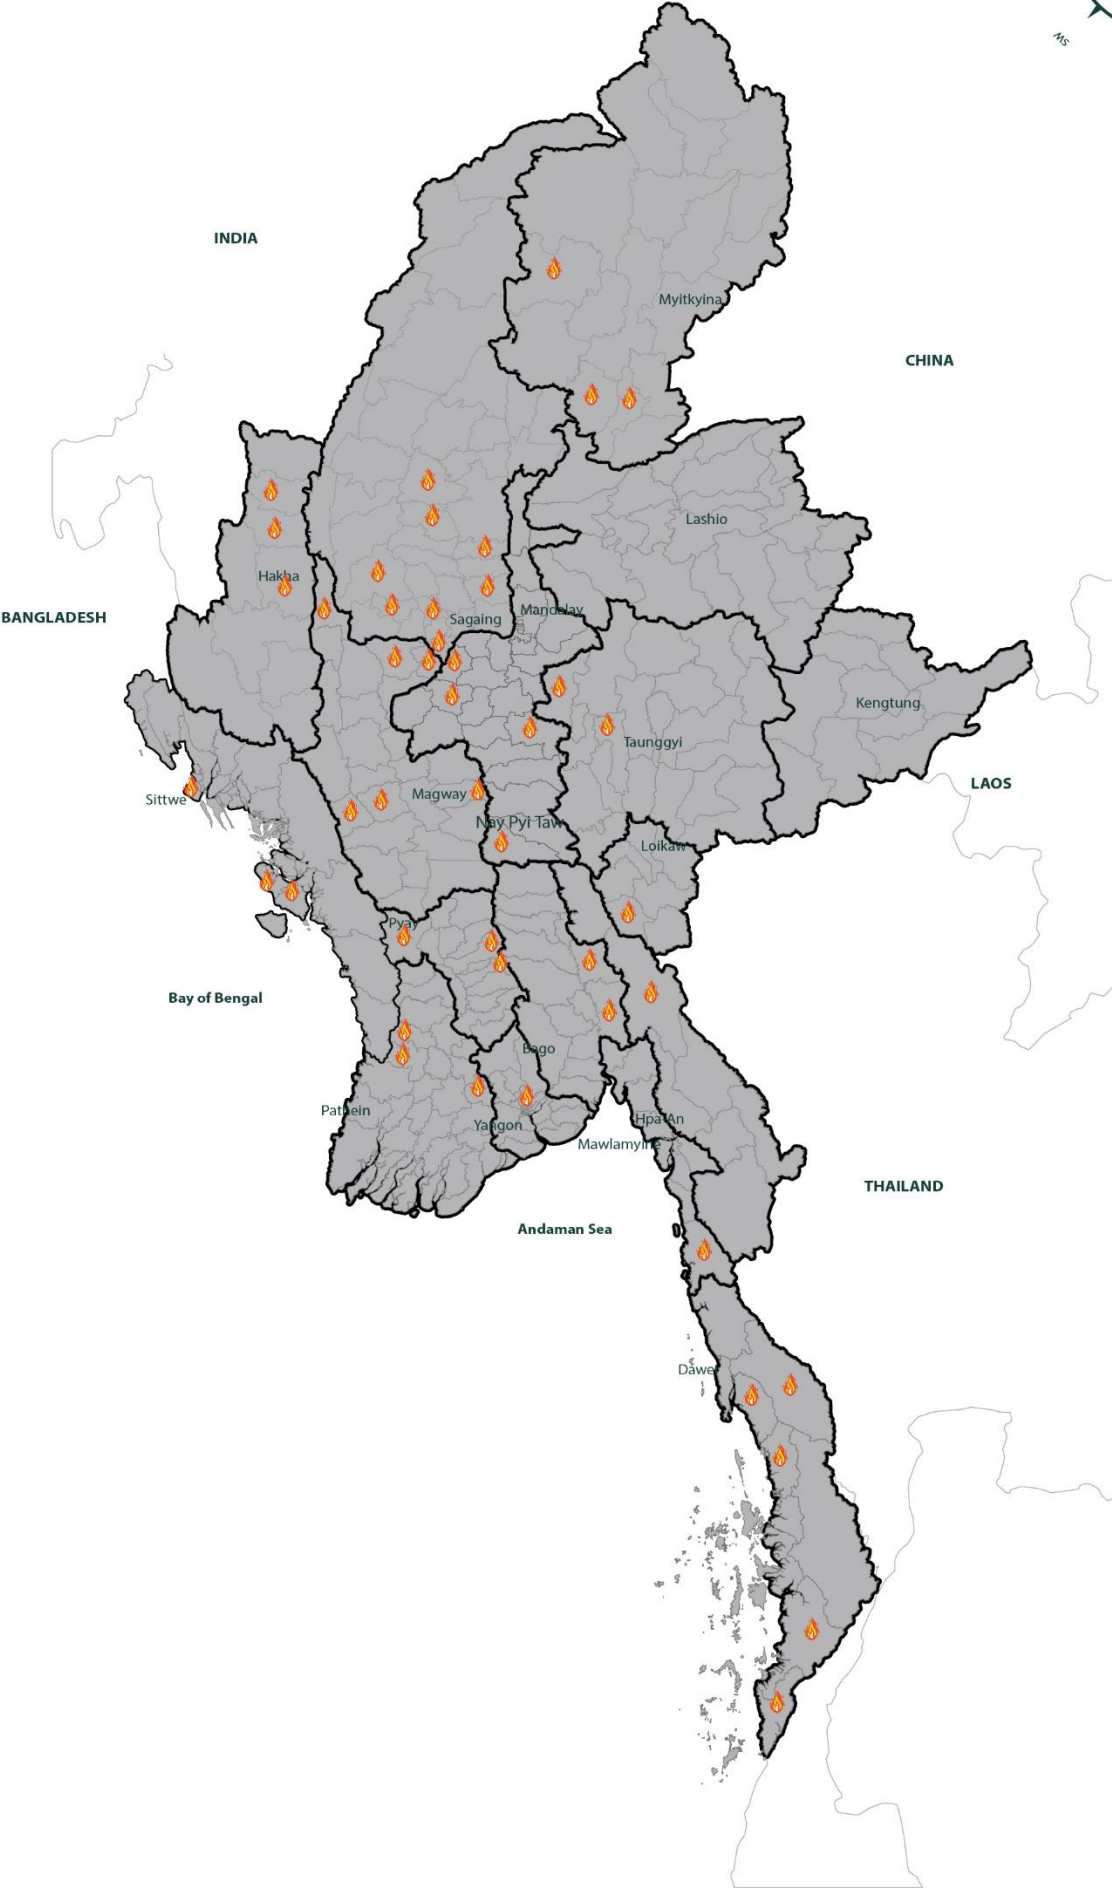 SW
INDIA
Myitkyina
CHINA
Lashio
Hakha
Mandalay
BANGLADESH
Sagaing
Kengtung
Taunggyi
LAOS
Sittwe
Magway
Nay Pyi Taw
Loikaw
Pyay
Bay of Bengal
Bago
Pathein
Yangon
Hpa-An
Mawlamyine
THAILAND
Andaman Sea
Dawei